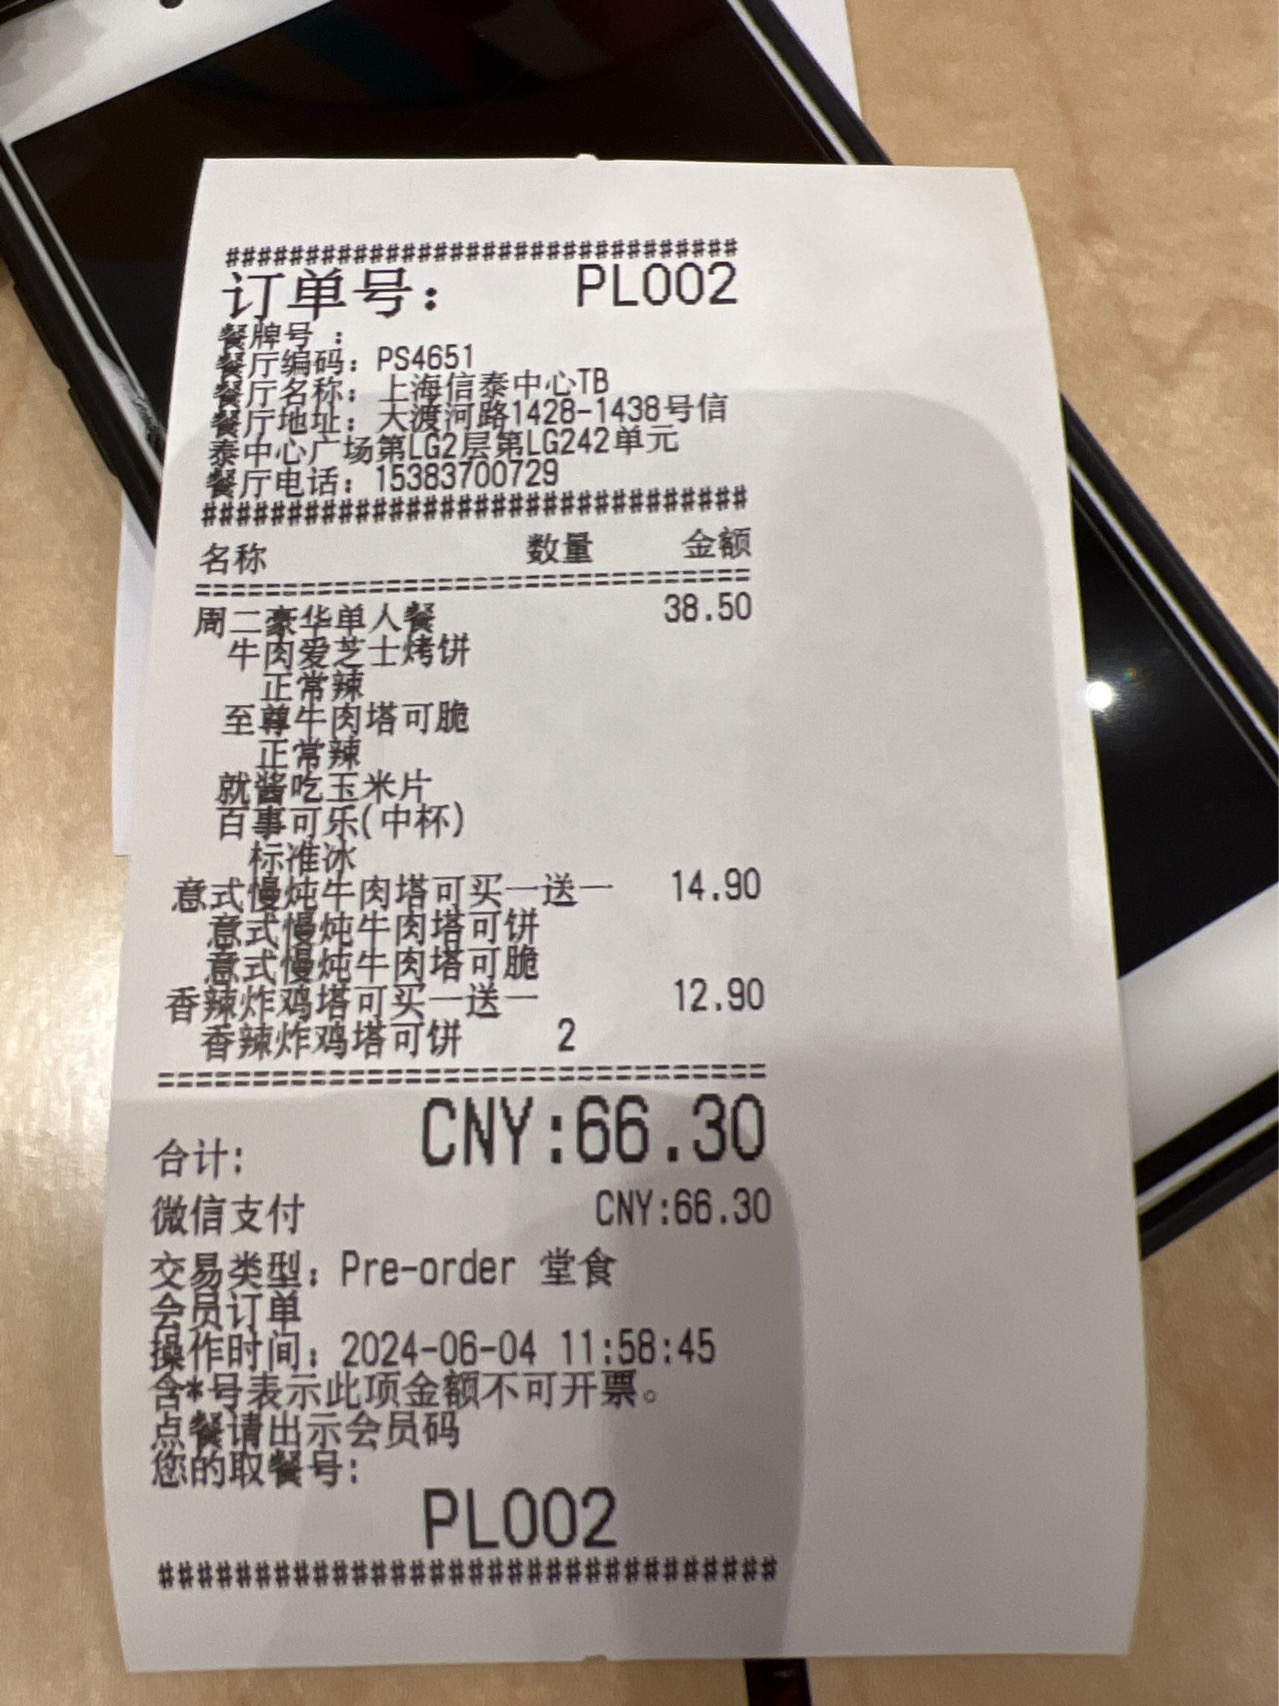 ################################
订单号： PL002
餐牌号：
餐厅编码：PS4651
餐厅名称：上海信泰中心TB
餐厅地址：大渡河路1428-1438号信
泰中心广场第LG2层第LG242单元
餐厅电话：15383700729
################################
名称 数量 金额
================================
周二豪华单人餐 38.50
牛肉爱芝士烤饼
正常辣
至尊牛肉塔可脆
正常辣
就酱吃玉米片
百事可乐(中杯)
标准冰
意式慢炖牛肉塔可买一送一 14.90
意式慢炖牛肉塔可饼
意式慢炖牛肉塔可脆
香辣炸鸡塔可买一送一 12.90
香辣炸鸡塔可饼 2
================================
合计: CNY:66.30
微信支付 CNY:66.30
交易类型：Pre-order 堂食
会员订单
操作时间：2024-06-04 11:58:45
含*号表示此项金额不可开票。
点餐请出示会员码
您的取餐号:
PL002
################################